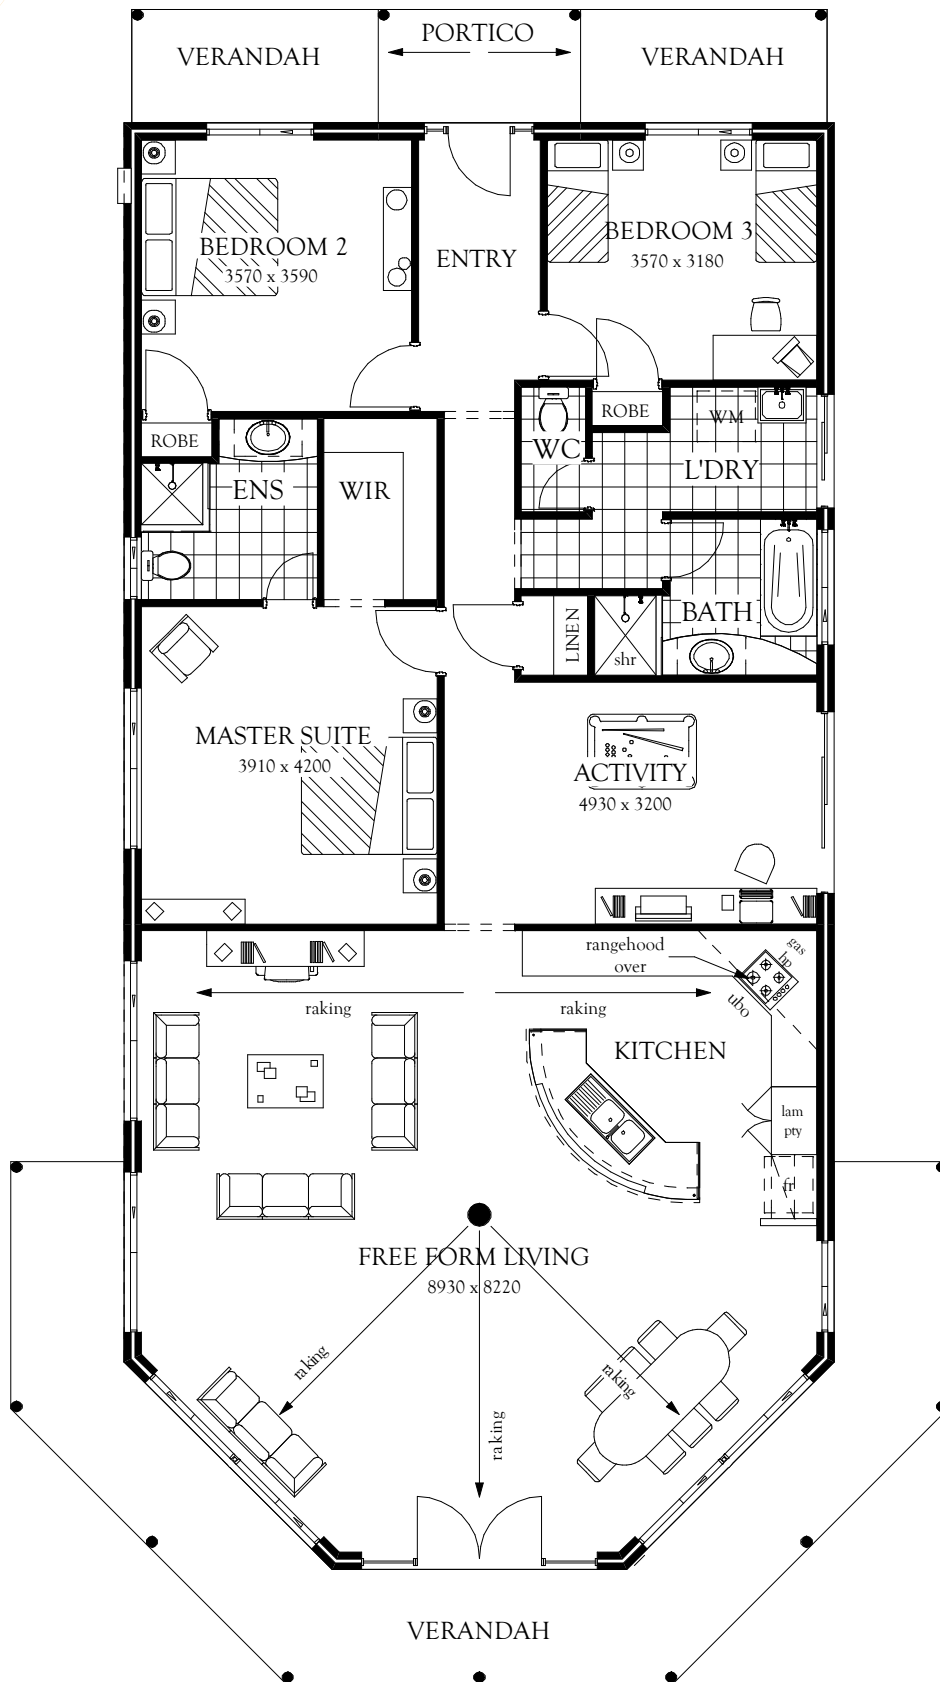 PORTICO
VERANDAH
VERANDAH
BEDROOM 2
3570 x 3590
ENTRY
BEDROOM 3
3570 x 3180
ROBE
ROBE
WM
WC
L'DRY
ENS
WIR
BATH
LINEN
shr
MASTER SUITE
3910 x 4200
ACTIVITY
4930 x 3200
rangehood
over
gas
hp
ubo
raking
raking
KITCHEN
lam
pty
fr
FREE FORM LIVING
8930 x 8220
raking
raking
raking
VERANDAH